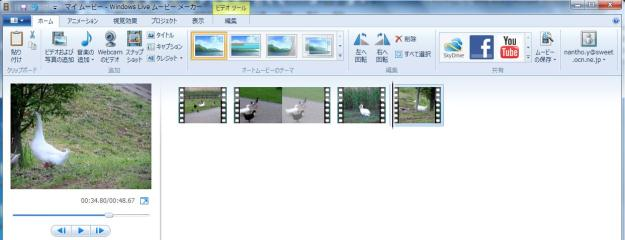 マイ ムービー - Windows Live ムービー メーカー
ビデオ ツール
ホーム アニメーション 視覚効果 プロジェクト 表示 編集
貼り付け
クリップボード
ビデオおよび写真の追加
音楽の追加
Webcam のビデオ
スナップショット
タイトル
キャプション
クレジット
追加
オートムービーのテーマ
左へ回転
右へ回転
削除
すべて選択
編集
SkyDrive
f
You
Tube
共有
ムービーの保存
nantho.y@sweet
.ocn.ne.jp
00:34.80/00:48.67